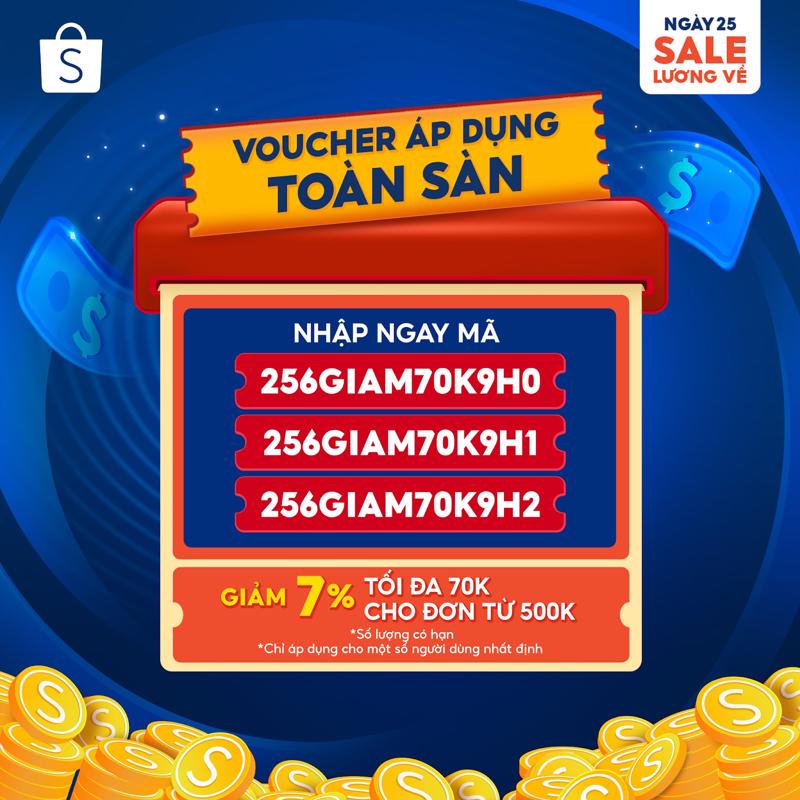 S
NGÀY 25
SALE
LƯƠNG VỀ
VOUCHER ÁP DỤNG
TOÀN SÀN
NHẬP NGAY MÃ
256GIAM70K9H0
256GIAM70K9H1
256GIAM70K9H2
GIẢM 7% TỐI ĐA 70K
CHO ĐƠN TỪ 500K
*Số lượng có hạn
*Chỉ áp dụng cho một số người dùng nhất định